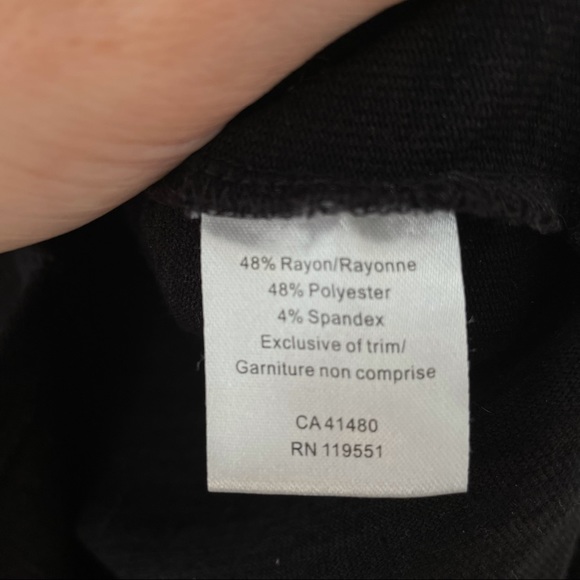 48% Rayon/Rayonne
48% Polyester
4% Spandex
Exclusive of trim/
Garniture non comprise
CA 41480
RN 119551